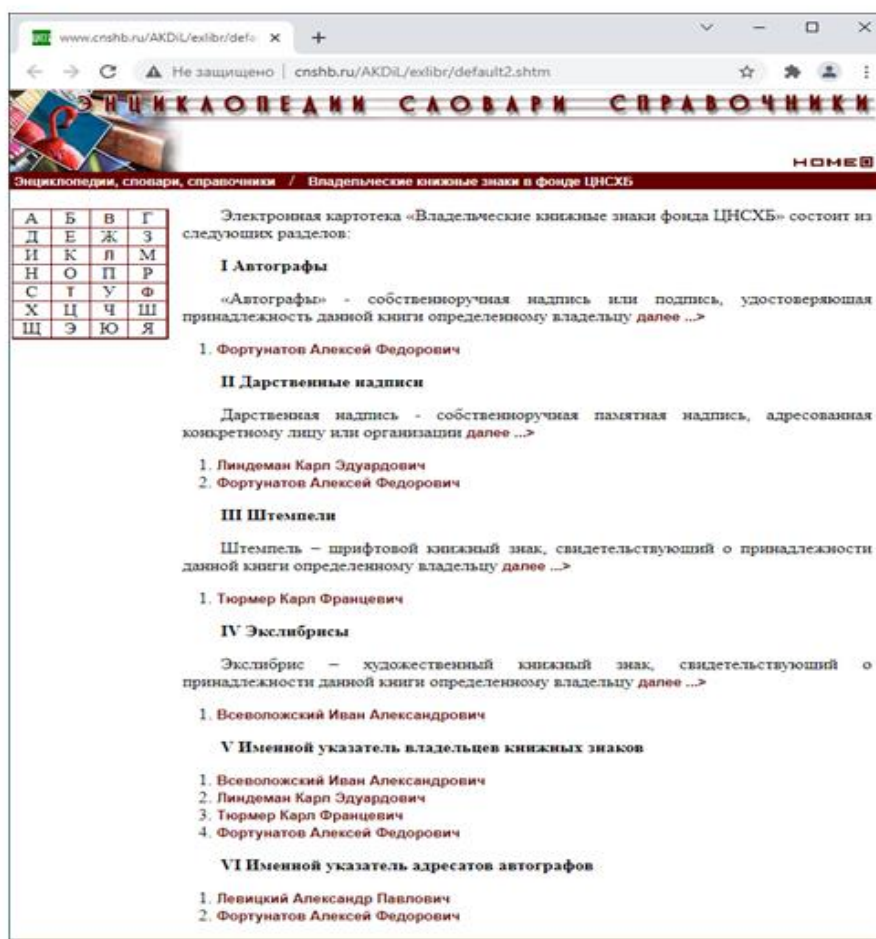 www.cnshb.ru/AKDiL/exlibr/defa
Не защищено | cnshb.ru/AKDiL/exlibr/default2.shtm
ЭНЦИКЛОПЕДИИ СЛОВАРИ СПРАВОЧНИКИ
HOME
Энциклопедии, словари, справочники / Владельческие книжные знаки в фонде ЦНСХБ
А Б В Г
Д Е Ж З
И К Л М
Н О П Р
С Т У Ф
Х Ц Ч Ш
Щ Э Ю Я
Электронная картотека «Владельческие книжные знаки фонда ЦНСХБ» состоит из
следующих разделов:
I Автографы
«Автографы» - собственноручная надпись или подпись, удостоверяющая
принадлежность данной книги определенному владельцу далее ...>
1. Фортунатов Алексей Федорович
II Дарственные надписи
Дарственная надпись - собственноручная памятная надпись, адресованная
конкретному лицу или организации далее ...>
1. Линдеман Карл Эдуардович
2. Фортунатов Алексей Федорович
III Штемпели
Штемпель – шрифтовой книжный знак, свидетельствующий о принадлежности
данной книги определенному владельцу далее ...>
1. Тюрмер Карл Францевич
IV Экслибрисы
Экслибрис – художественный книжный знак, свидетельствующий о
принадлежности данной книги определенному владельцу далее ...>
1. Всеволожский Иван Александрович
V Именной указатель владельцев книжных знаков
1. Всеволожский Иван Александрович
2. Линдеман Карл Эдуардович
3. Тюрмер Карл Францевич
4. Фортунатов Алексей Федорович
VI Именной указатель адресатов автографов
1. Левицкий Александр Павлович
2. Фортунатов Алексей Федорович